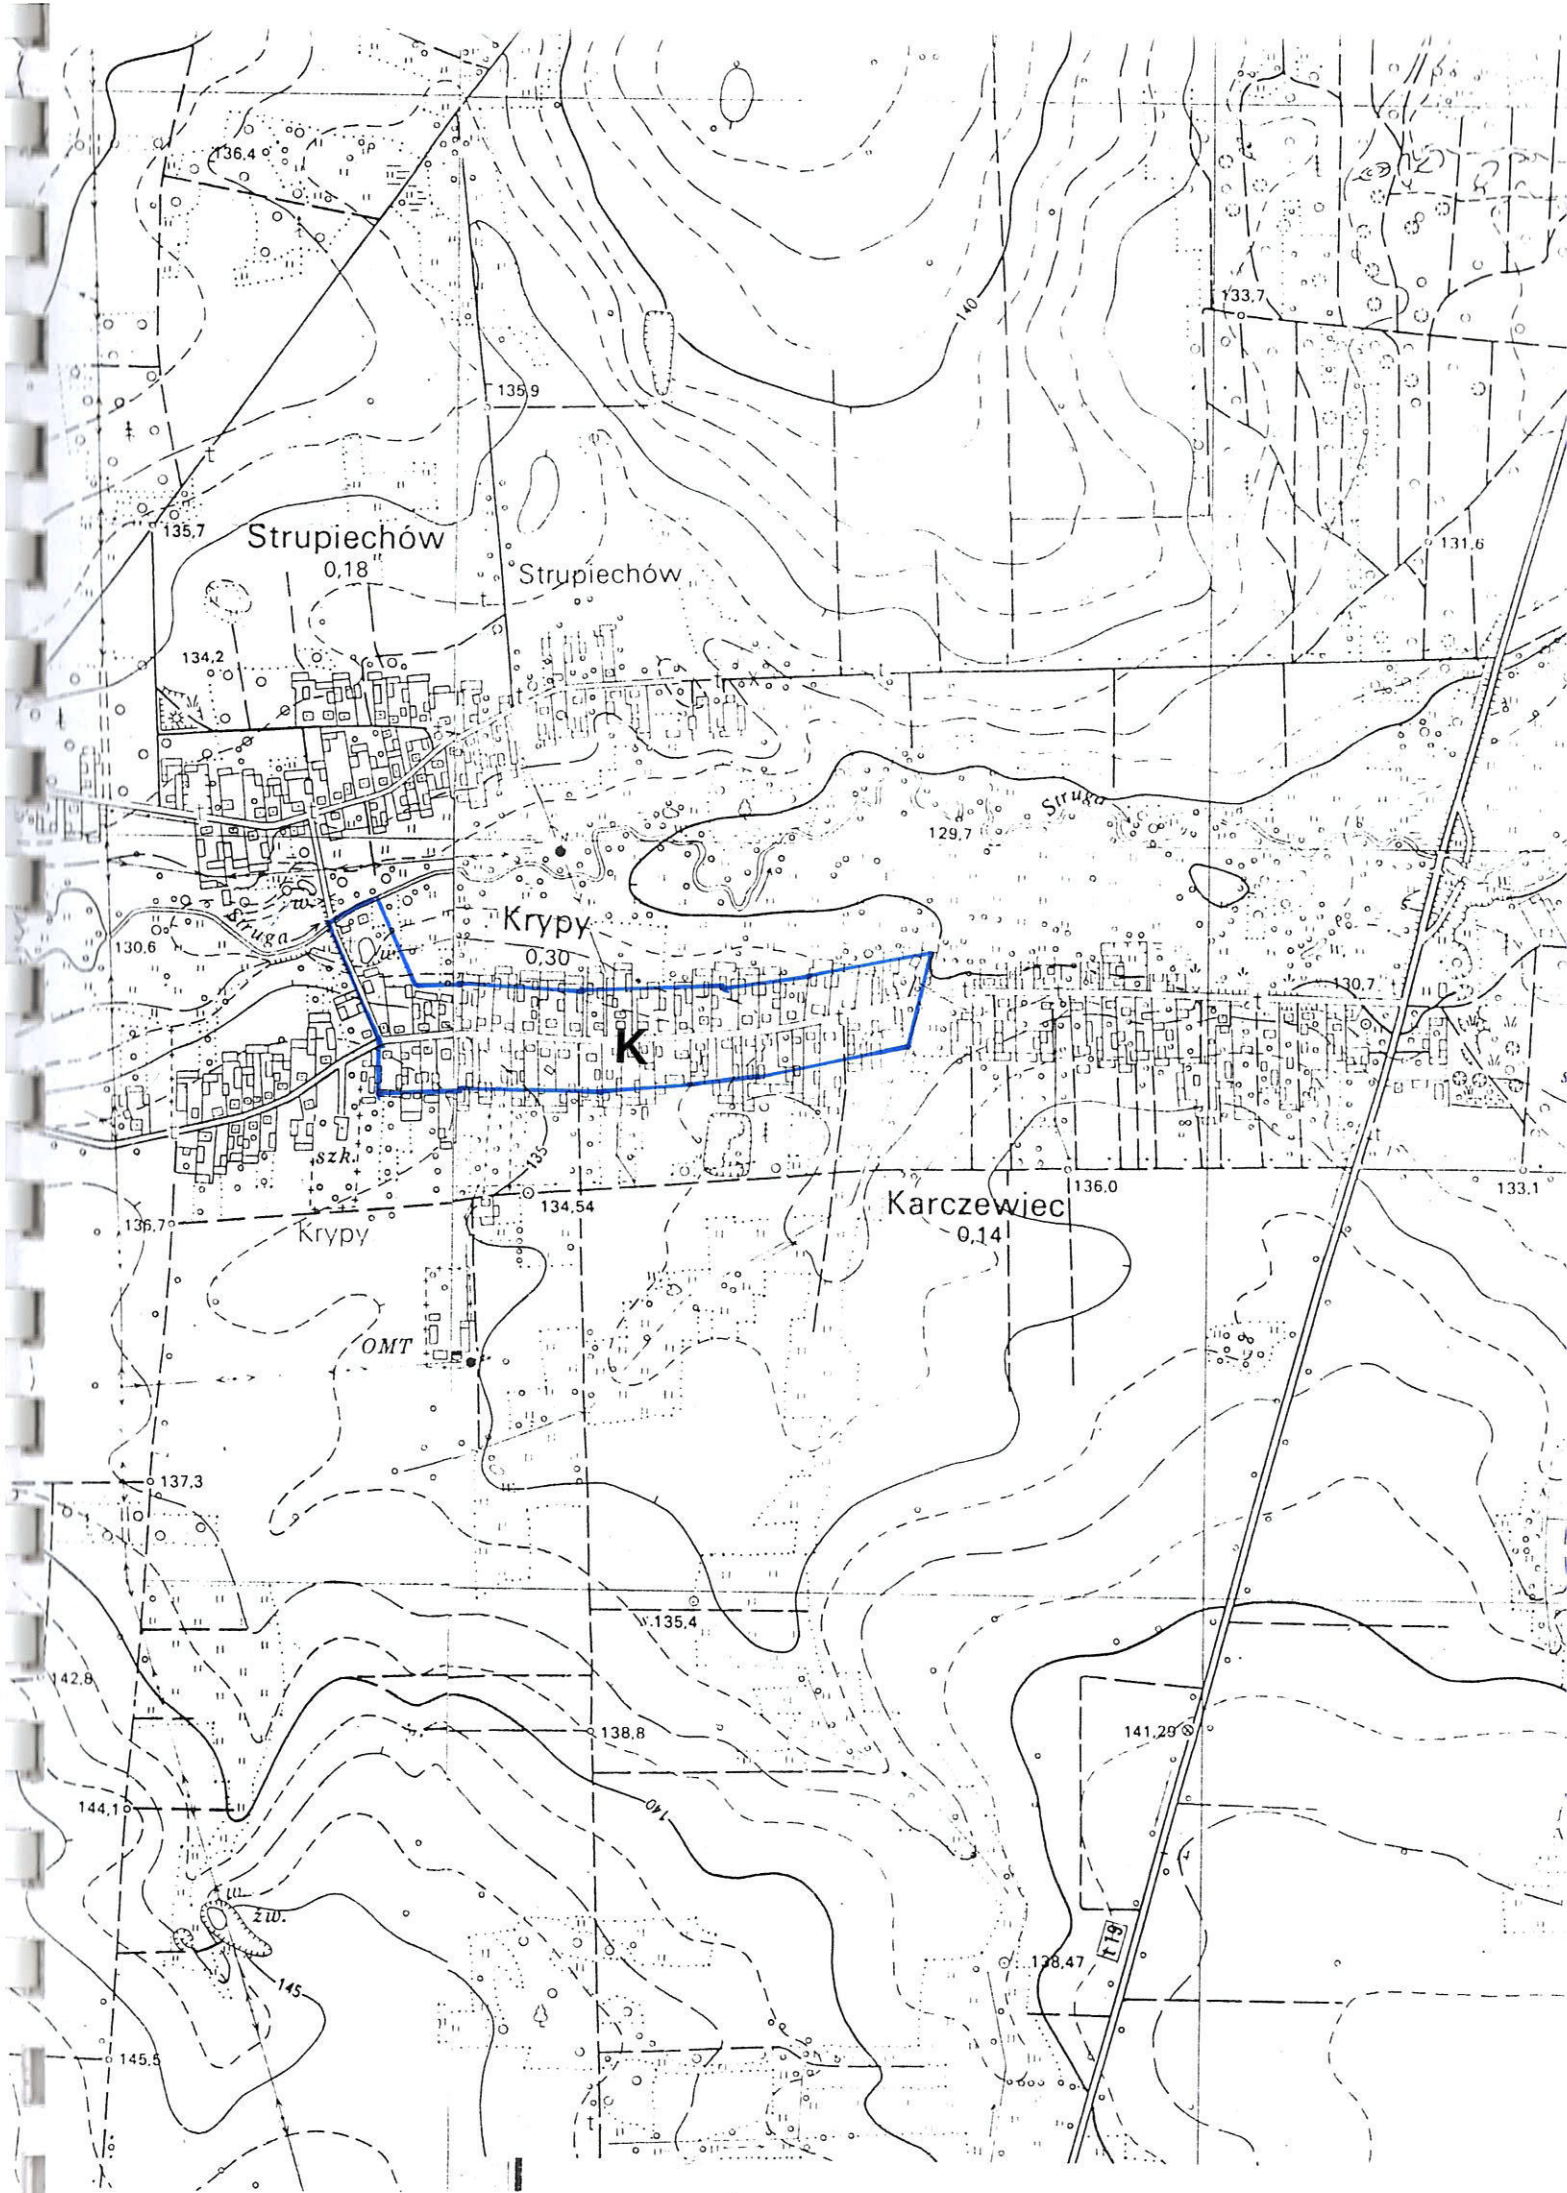 136,4
140
133,7
135,9
135,7
Strupiechów
0,18
Strupiechów
131,6
t
t
134,2
t
t
t
Struga
129,7
w.
Struga
Krypy
0,30
130,6
w.
130,7
K
szk.
135
134,54
136,0
133,1
136,7
Krypy
Karczewiec
0,14
OMT
137,3
135,4
142,8
138,8
141,29
144,1
140
w.
żw.
t 19
138,47
145
145,5
t